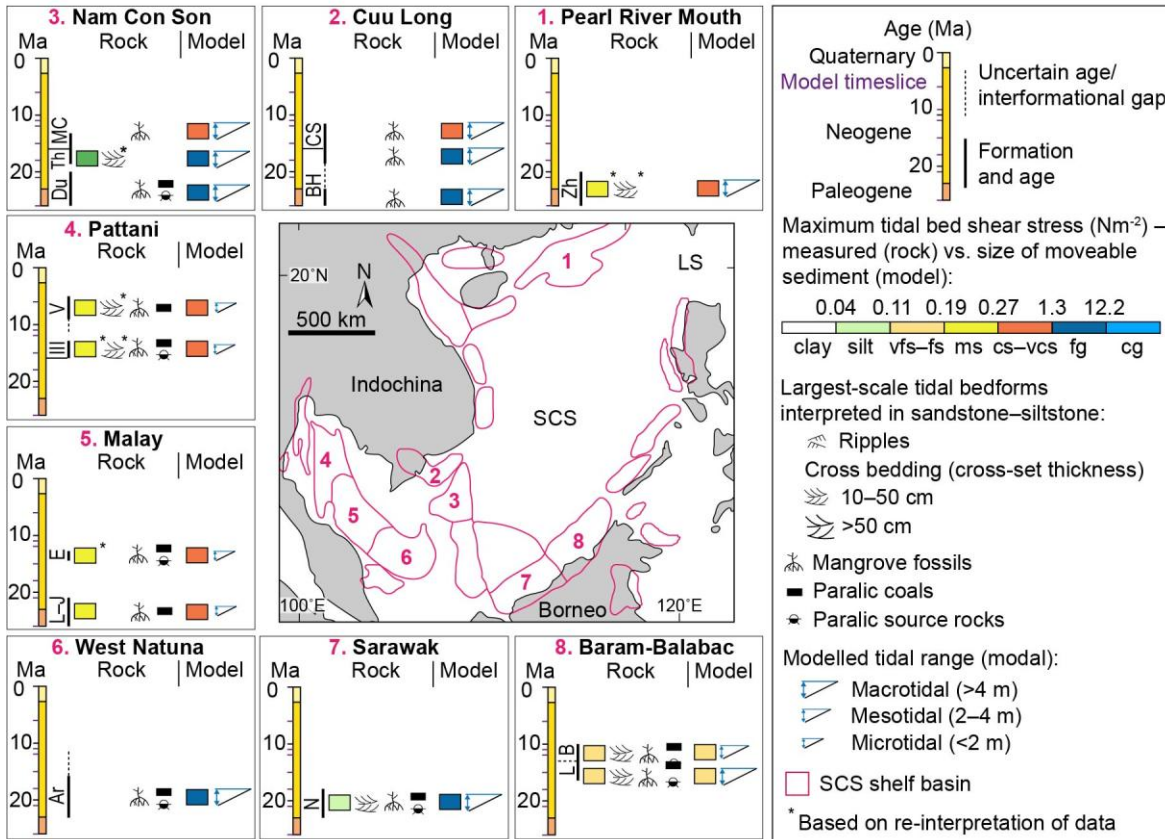 3. Nam Con Son
Ma Rock Model
0
10
20
MC
Th
Du
*
2. Cuu Long
Ma Rock Model
0
10
20
CS
BH
1. Pearl River Mouth
Ma Rock Model
0
10
20
Zh
* *
4. Pattani
Ma Rock Model
0
10
20
V
III
*
* *
5. Malay
Ma Rock Model
0
10
20
E
L–J
*
6. West Natuna
Ma Rock Model
0
10
20
Ar
7. Sarawak
Ma Rock Model
0
10
20
N
8. Baram-Balabac
Ma Rock Model
0
10
20
B
L
20°N
N
500 km
Indochina
SCS
LS
Borneo
100°E
120°E
1
2
3
4
5
6
7
8
Age (Ma)
Quaternary 0
Model timeslice
10
Neogene
20
Paleogene
Uncertain age/
interformational gap
Formation
and age
Maximum tidal bed shear stress (Nm⁻²) –
measured (rock) vs. size of moveable
sediment (model):
0.04 0.11 0.19 0.27 1.3 12.2
clay silt vfs–fs ms cs–vcs fg cg
Largest-scale tidal bedforms
interpreted in sandstone–siltstone:
Ripples
Cross bedding (cross-set thickness)
10–50 cm
>50 cm
Mangrove fossils
Paralic coals
Paralic source rocks
Modelled tidal range (modal):
Macrotidal (>4 m)
Mesotidal (2–4 m)
Microtidal (<2 m)
SCS shelf basin
* Based on re-interpretation of data